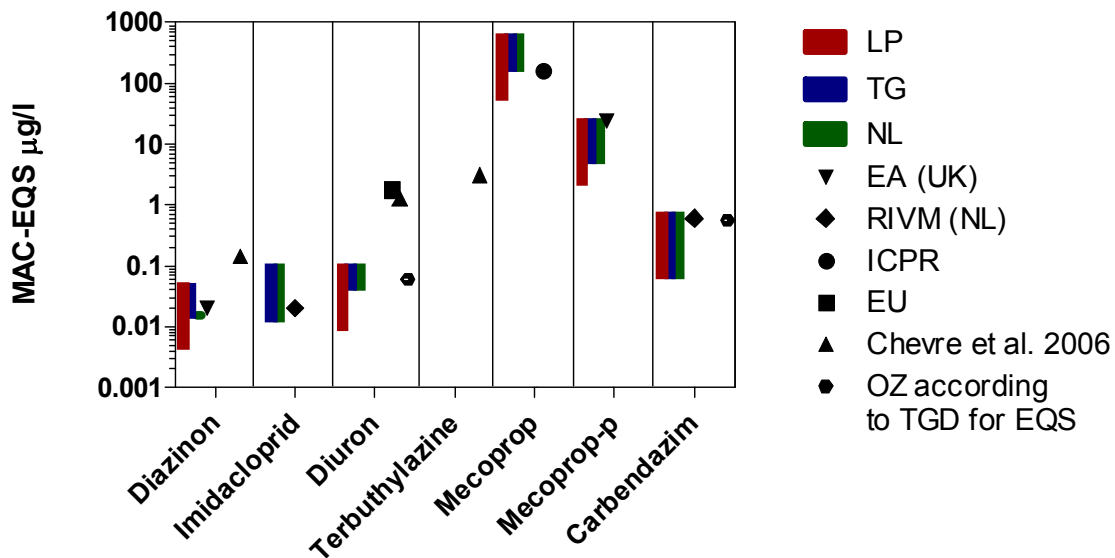 MAC-EQS µg/l
1000
100
10
1
0.1
0.01
0.001
Diazinon
Imidacloprid
Diuron
Terbuthylazine
Mecoprop
Mecoprop-p
Carbendazim
LP
TG
NL
EA (UK)
RIVM (NL)
ICPR
EU
Chevre et al. 2006
OZ according
to TGD for EQS